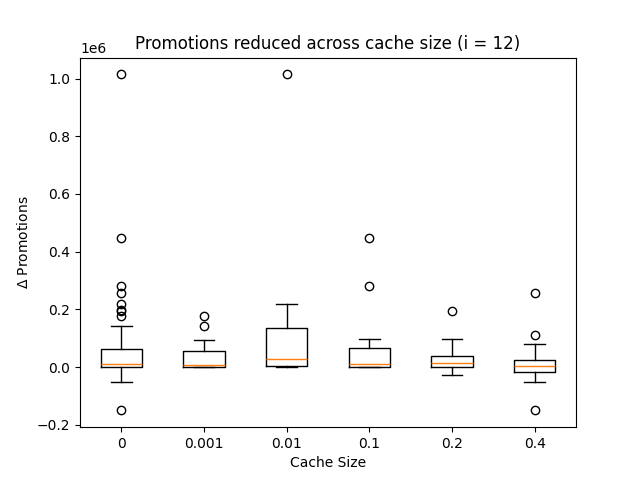 Promotions reduced across cache size (i = 12)
1e6
1.0
0.8
0.6
0.4
0.2
0.0
−0.2
Δ Promotions
0 0.001 0.01 0.1 0.2 0.4
Cache Size